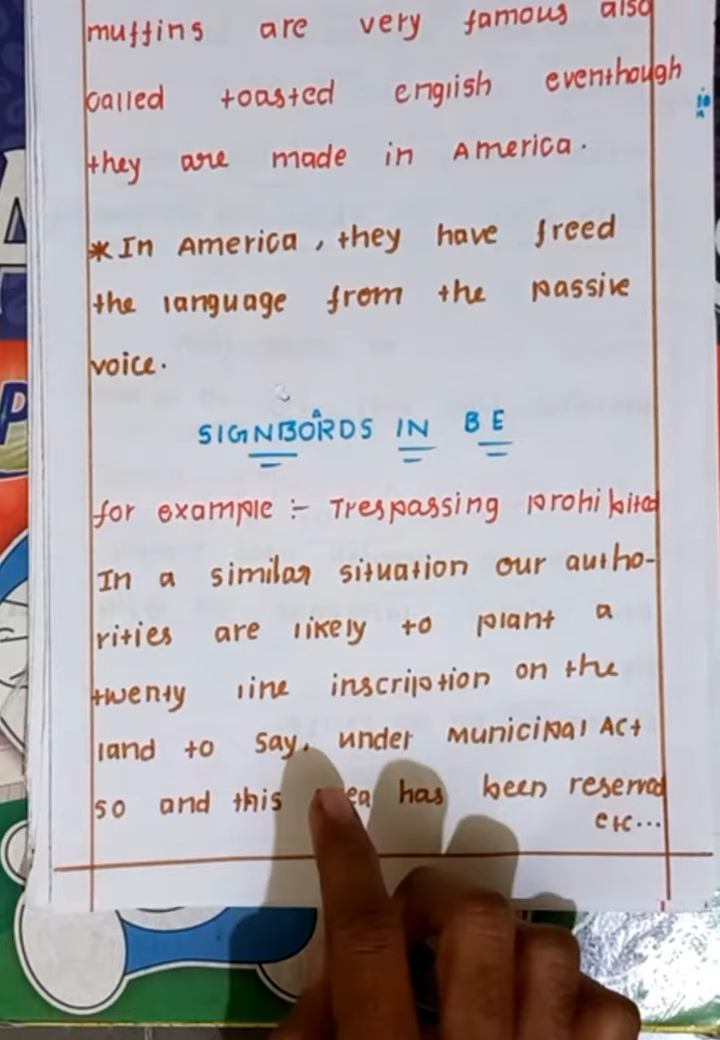 muffins are very famous also
called toasted english eventhough
they are made in America.
*In America, they have freed
the language from the passive
voice.
SIGNBOARDS IN BE
for example :- Trespassing prohibited
In a similar situation our autho-
rities are likely to plant a
twenty line inscription on the
land to say, under Municipal Act
so and this area has been reserved
etc...